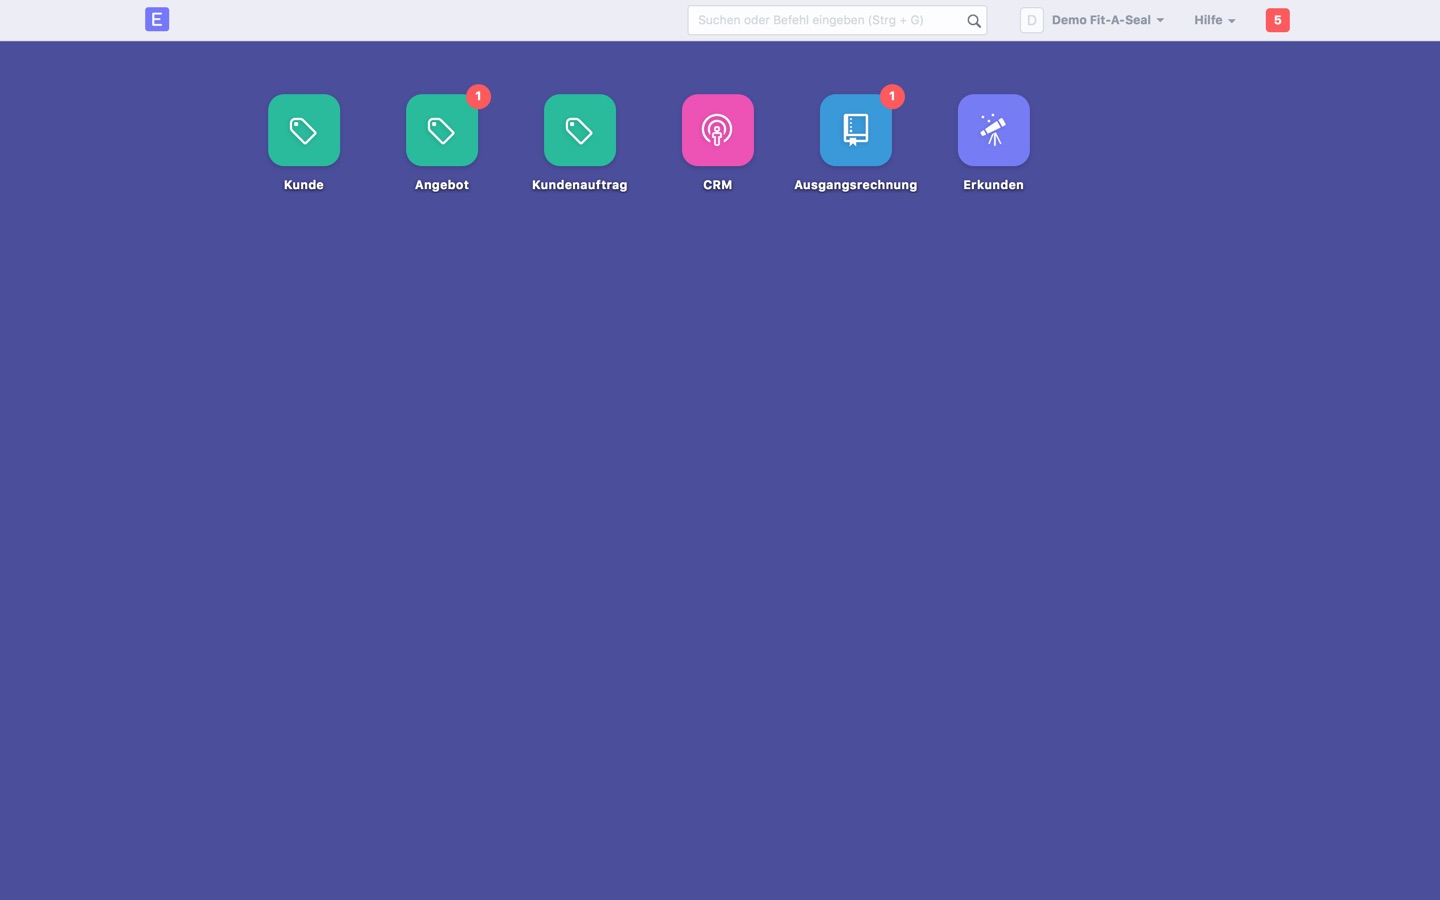 E
Suchen oder Befehl eingeben (Strg + G)
D
Demo Fit-A-Seal
Hilfe
5
1
1
Kunde
Angebot
Kundenauftrag
CRM
Ausgangsrechnung
Erkunden